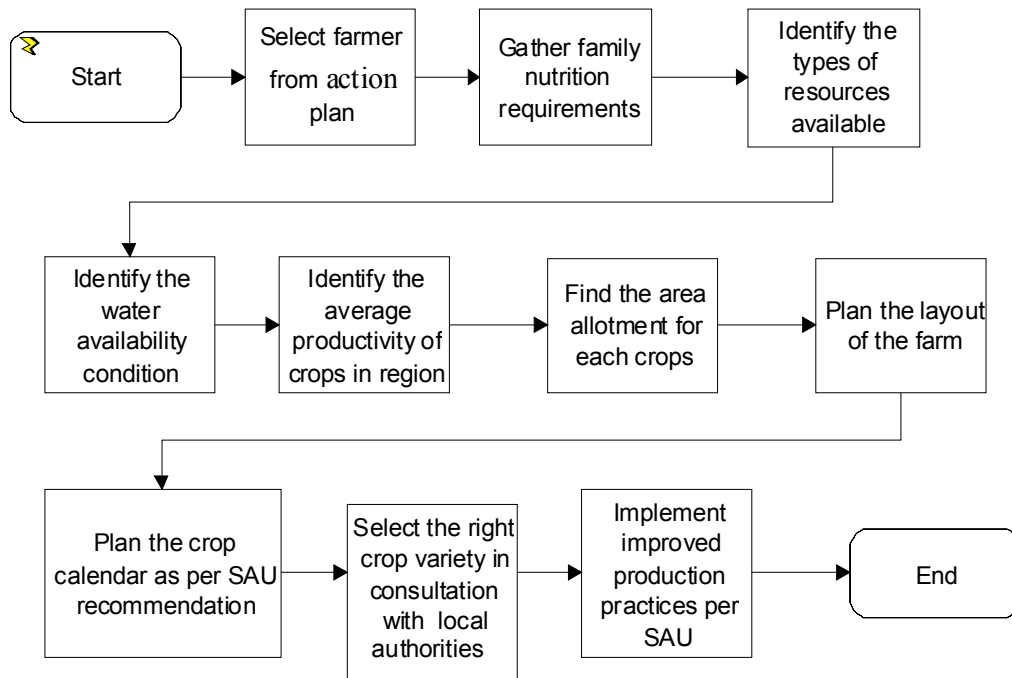 Start
Select farmer
from action
plan
Gather family
nutrition
requirements
Identify the
types of
resources
available
Identify the
water
availability
condition
Identify the
average
productivity of
crops in region
Find the area
allotment for
each crops
Plan the layout
of the farm
Plan the crop
calendar as per SAU
recommendation
Select the right
crop variety in
consultation
with local
authorities
Implement
improved
production
practices per
SAU
End